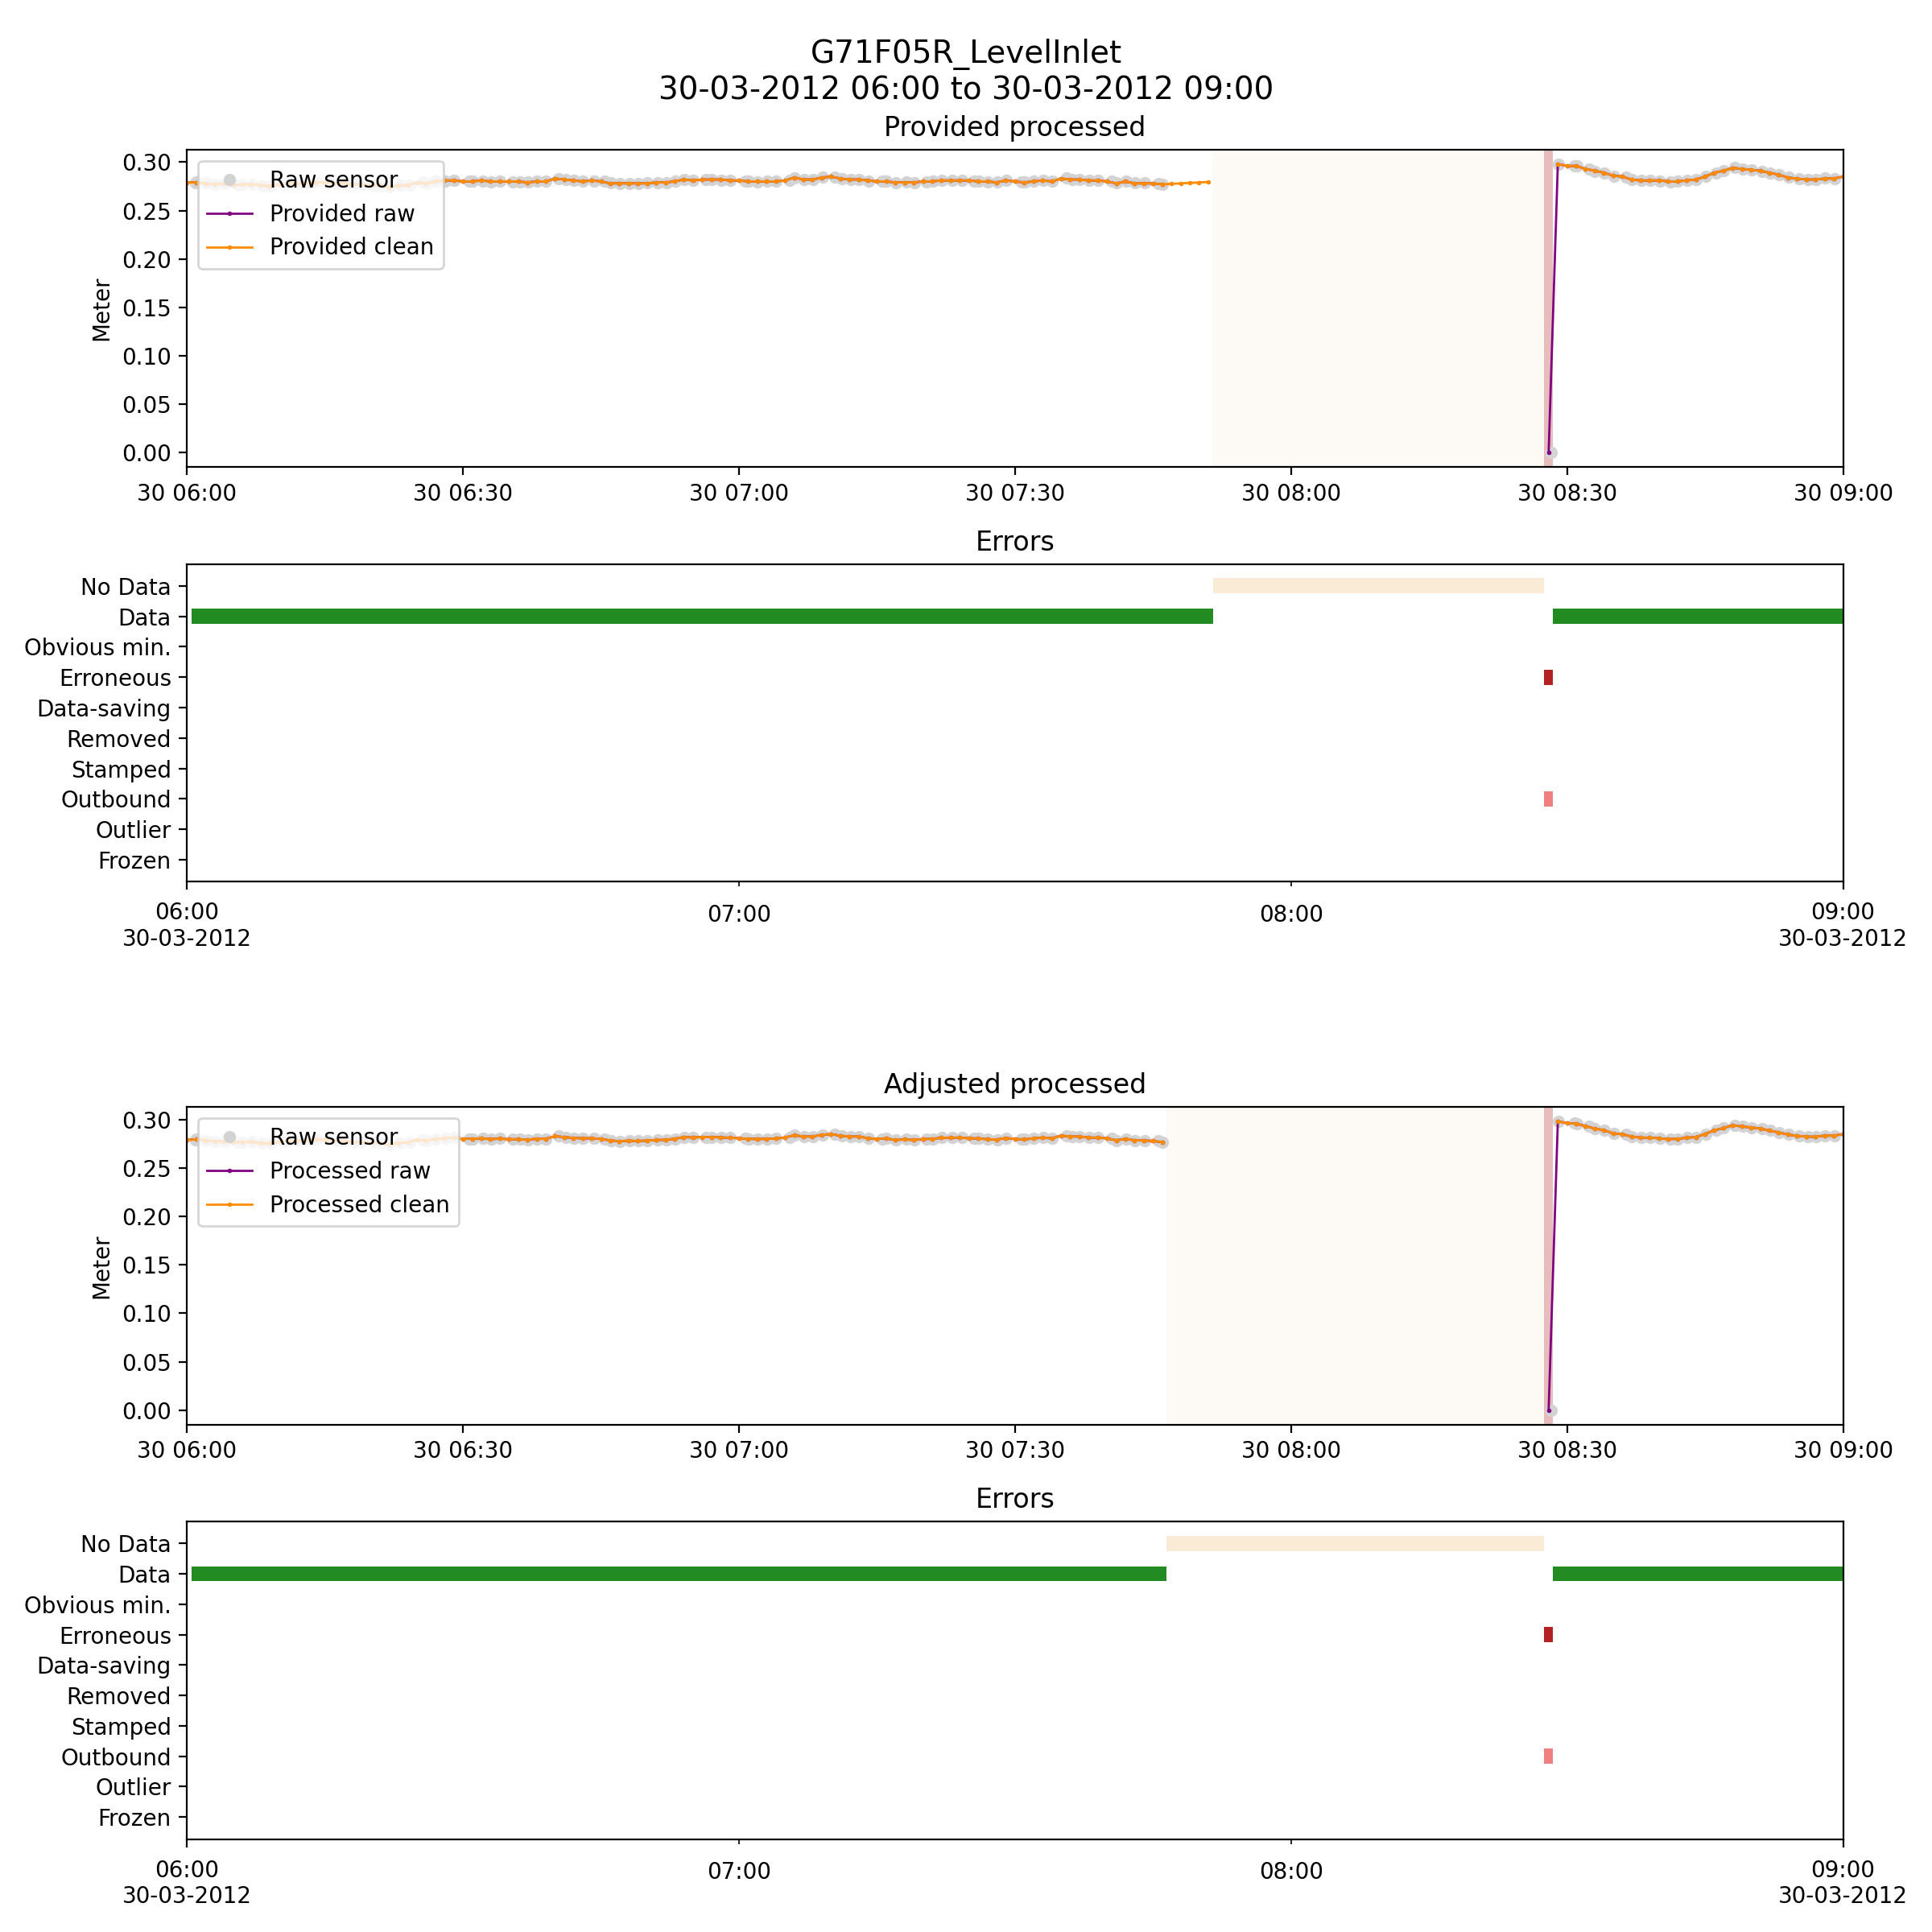 G71F05R_LevelInlet
30-03-2012 06:00 to 30-03-2012 09:00
Provided processed
Meter
0.30
0.25
0.20
0.15
0.10
0.05
0.00
Raw sensor
Provided raw
Provided clean
30 06:00 30 06:30 30 07:00 30 07:30 30 08:00 30 08:30 30 09:00
Errors
No Data
Data
Obvious min.
Erroneous
Data-saving
Removed
Stamped
Outbound
Outlier
Frozen
06:00 07:00 08:00 09:00
30-03-2012 30-03-2012
Adjusted processed
Meter
0.30
0.25
0.20
0.15
0.10
0.05
0.00
Raw sensor
Processed raw
Processed clean
30 06:00 30 06:30 30 07:00 30 07:30 30 08:00 30 08:30 30 09:00
Errors
No Data
Data
Obvious min.
Erroneous
Data-saving
Removed
Stamped
Outbound
Outlier
Frozen
06:00 07:00 08:00 09:00
30-03-2012 30-03-2012